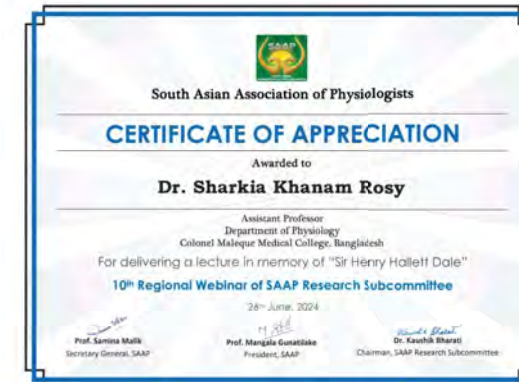 SAAP
South Asian Association of Physiologists
CERTIFICATE OF APPRECIATION
Awarded to
Dr. Sharkia Khanam Rosy
Assistant Professor
Department of Physiology
Colonel Maleque Medical College, Bangladesh
For delivering a lecture in memory of "Sir Henry Hallett Dale"
10th Regional Webinar of SAAP Research Subcommittee
26th June, 2024
Prof. Samina Malik
Secretary General, SAAP
Prof. Mangala Gunatilake
President, SAAP
Dr. Kaushik Bharati
Chairman, SAAP Research Subcommittee